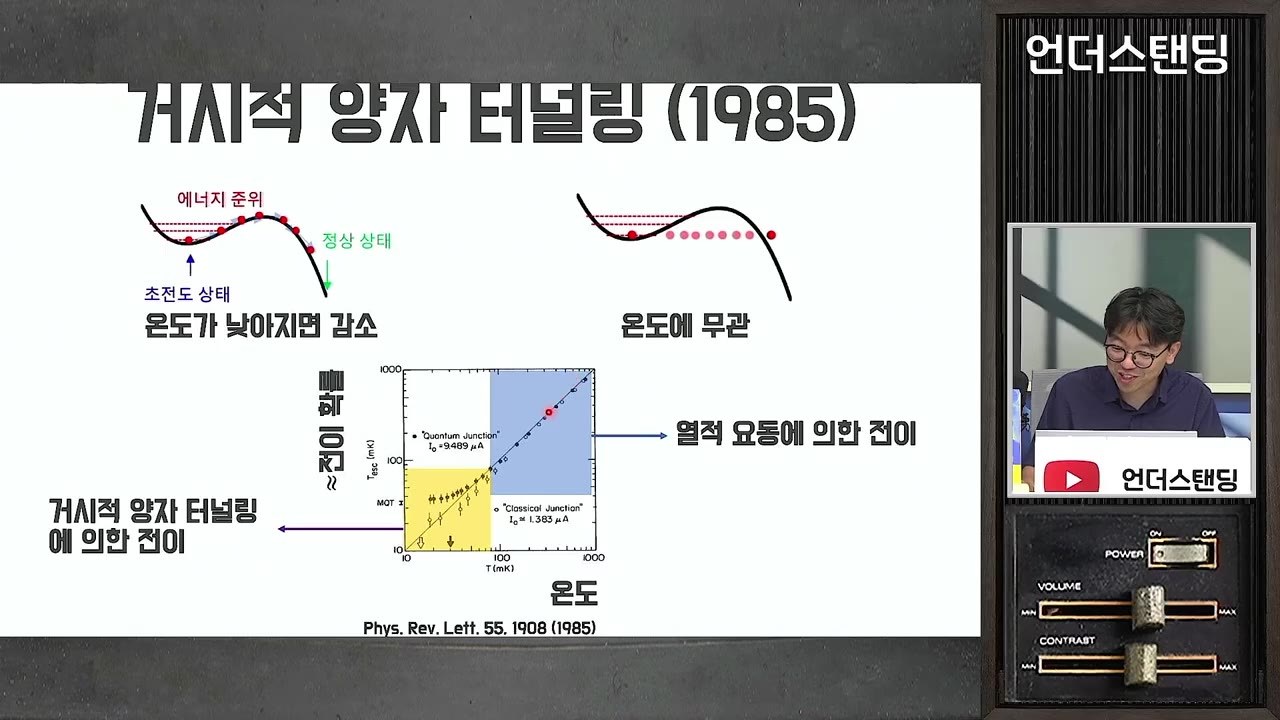 언더스탠딩
거시적 양자 터널링 (1985)
에너지 준위
정상 상태
초전도 상태
온도가 낮아지면 감소
온도에 무관
≈전이 확률
1000
100
10
T esc (mK)
MQT
• "Quantum Junction"
I₀ = 9.489 μA
o "Classical Junction"
I₀ ≈ 1.383 μA
10
100
1000
T (mK)
온도
열적 요동에 의한 전이
거시적 양자 터널링
에 의한 전이
Phys. Rev. Lett. 55, 1908 (1985)
언더스탠딩
POWER
ON
OFF
VOLUME
MIN
MAX
CONTRAST
MIN
MAX